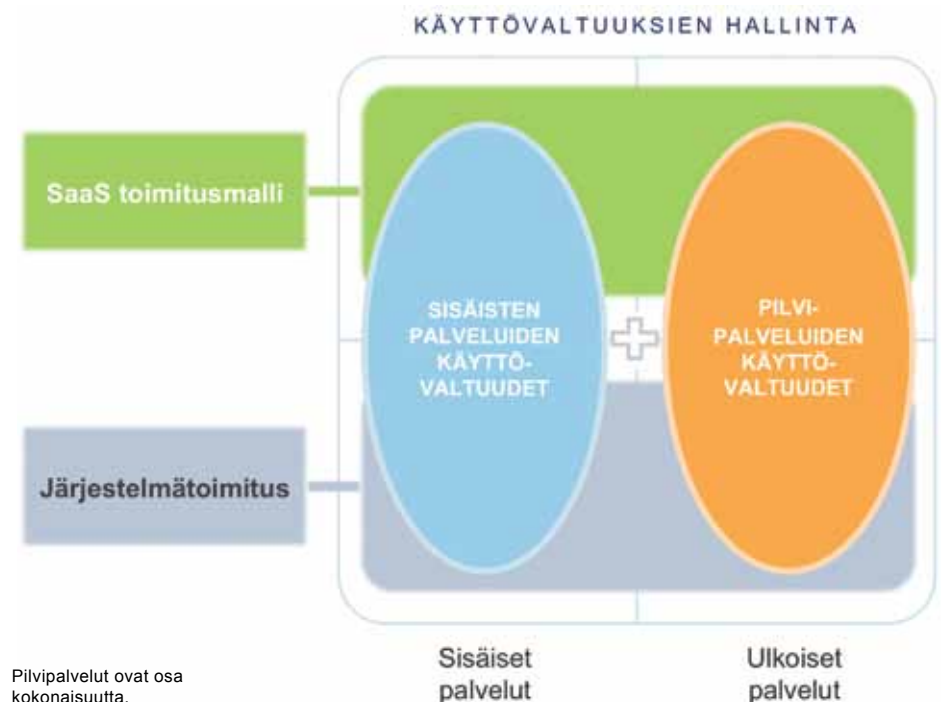 KÄYTTÖVALTUUKSIEN HALLINTA
SaaS toimitusmalli
SISÄISTEN
PALVELUIDEN
KÄYTTÖ-
VALTUUDET
PILVI-
PALVELUIDEN
KÄYTTÖ-
VALTUUDET
Järjestelmätoimitus
Sisäiset
palvelut
Ulkoiset
palvelut
Pilvipalvelut ovat osa
kokonaisuutta.